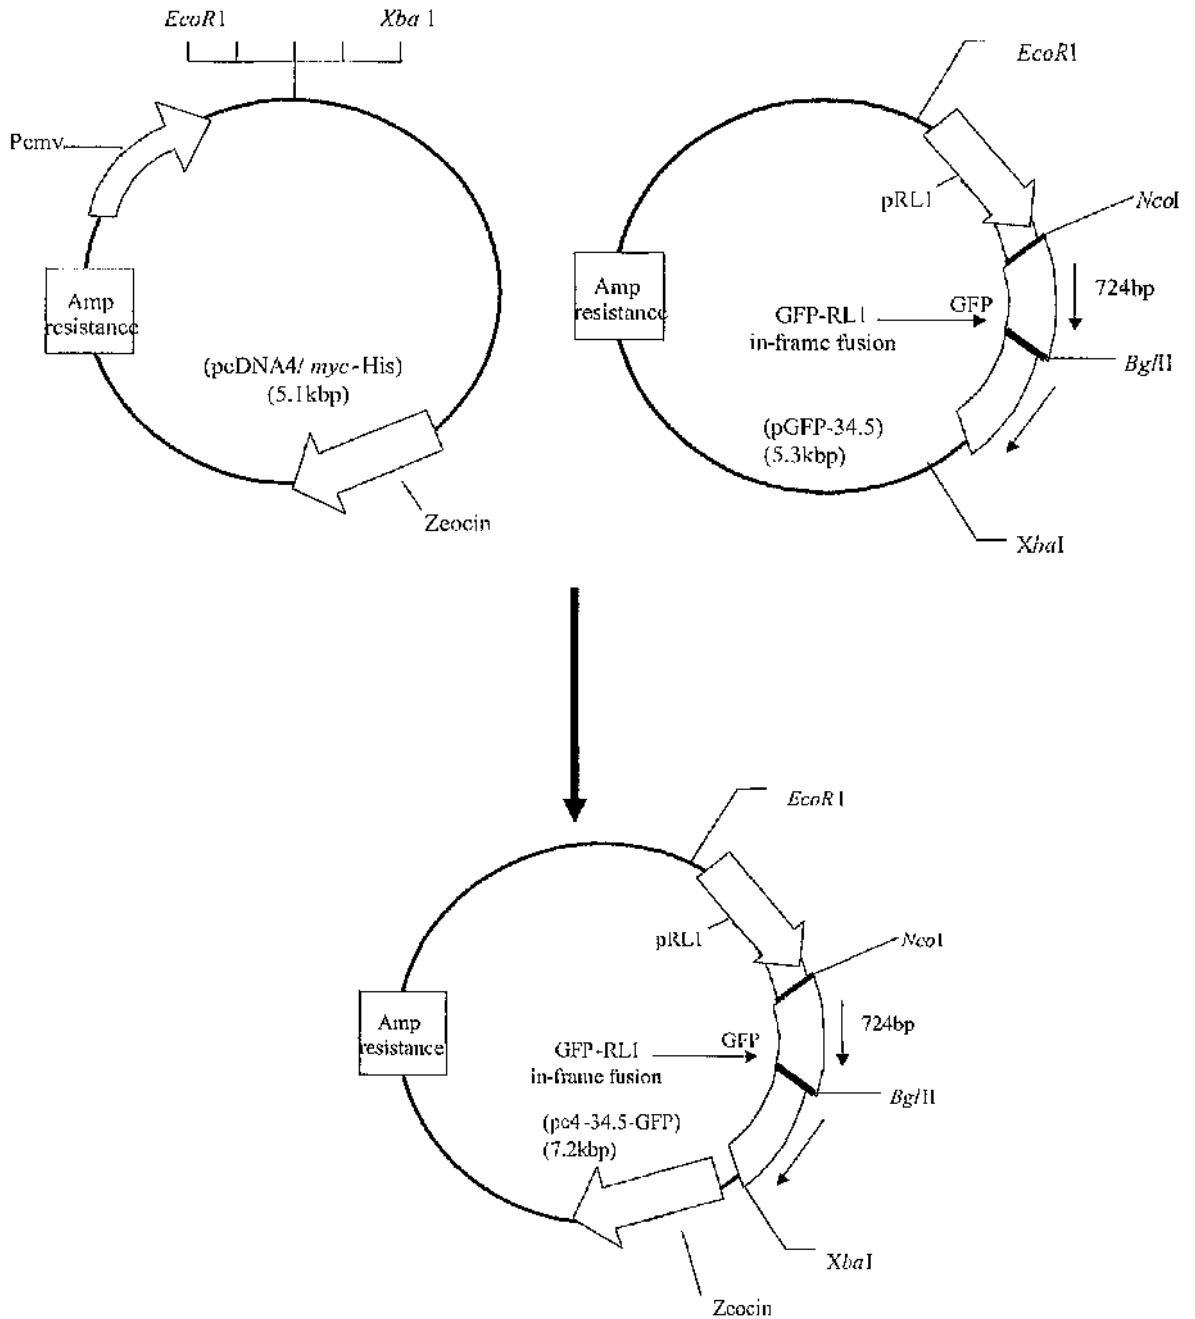 EcoR1
Xba 1
Pcmv
Amp
resistance
(pcDNA4/ myc-His)
(5.1kbp)
Zeocin
EcoR1
pRL1
NcoI
Amp
resistance
GFP
724bp
GFP-RL1
in-frame fusion
BglII
(pGFP-34.5)
(5.3kbp)
XbaI
EcoR1
pRL1
NcoI
Amp
resistance
GFP
724bp
GFP-RL1
in-frame fusion
BglII
(pc4-34.5-GFP)
(7.2kbp)
XbaI
Zeocin